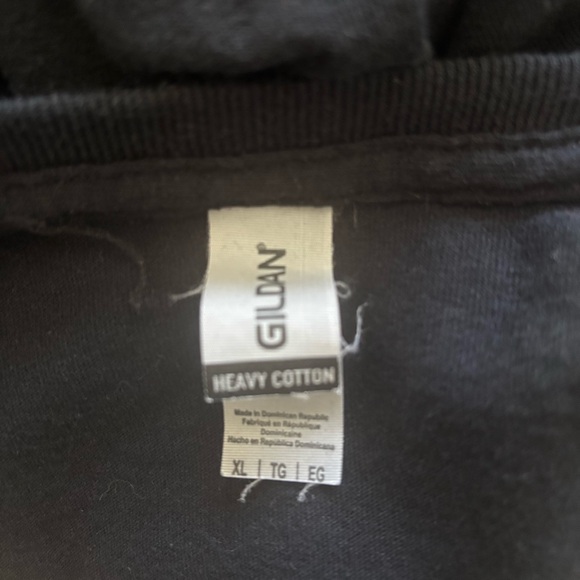 GILDAN®
HEAVY COTTON
Made in Dominican Republic
Fabriqué en République
Dominicaine
Hecho en República Dominicana
XL | TG | EG